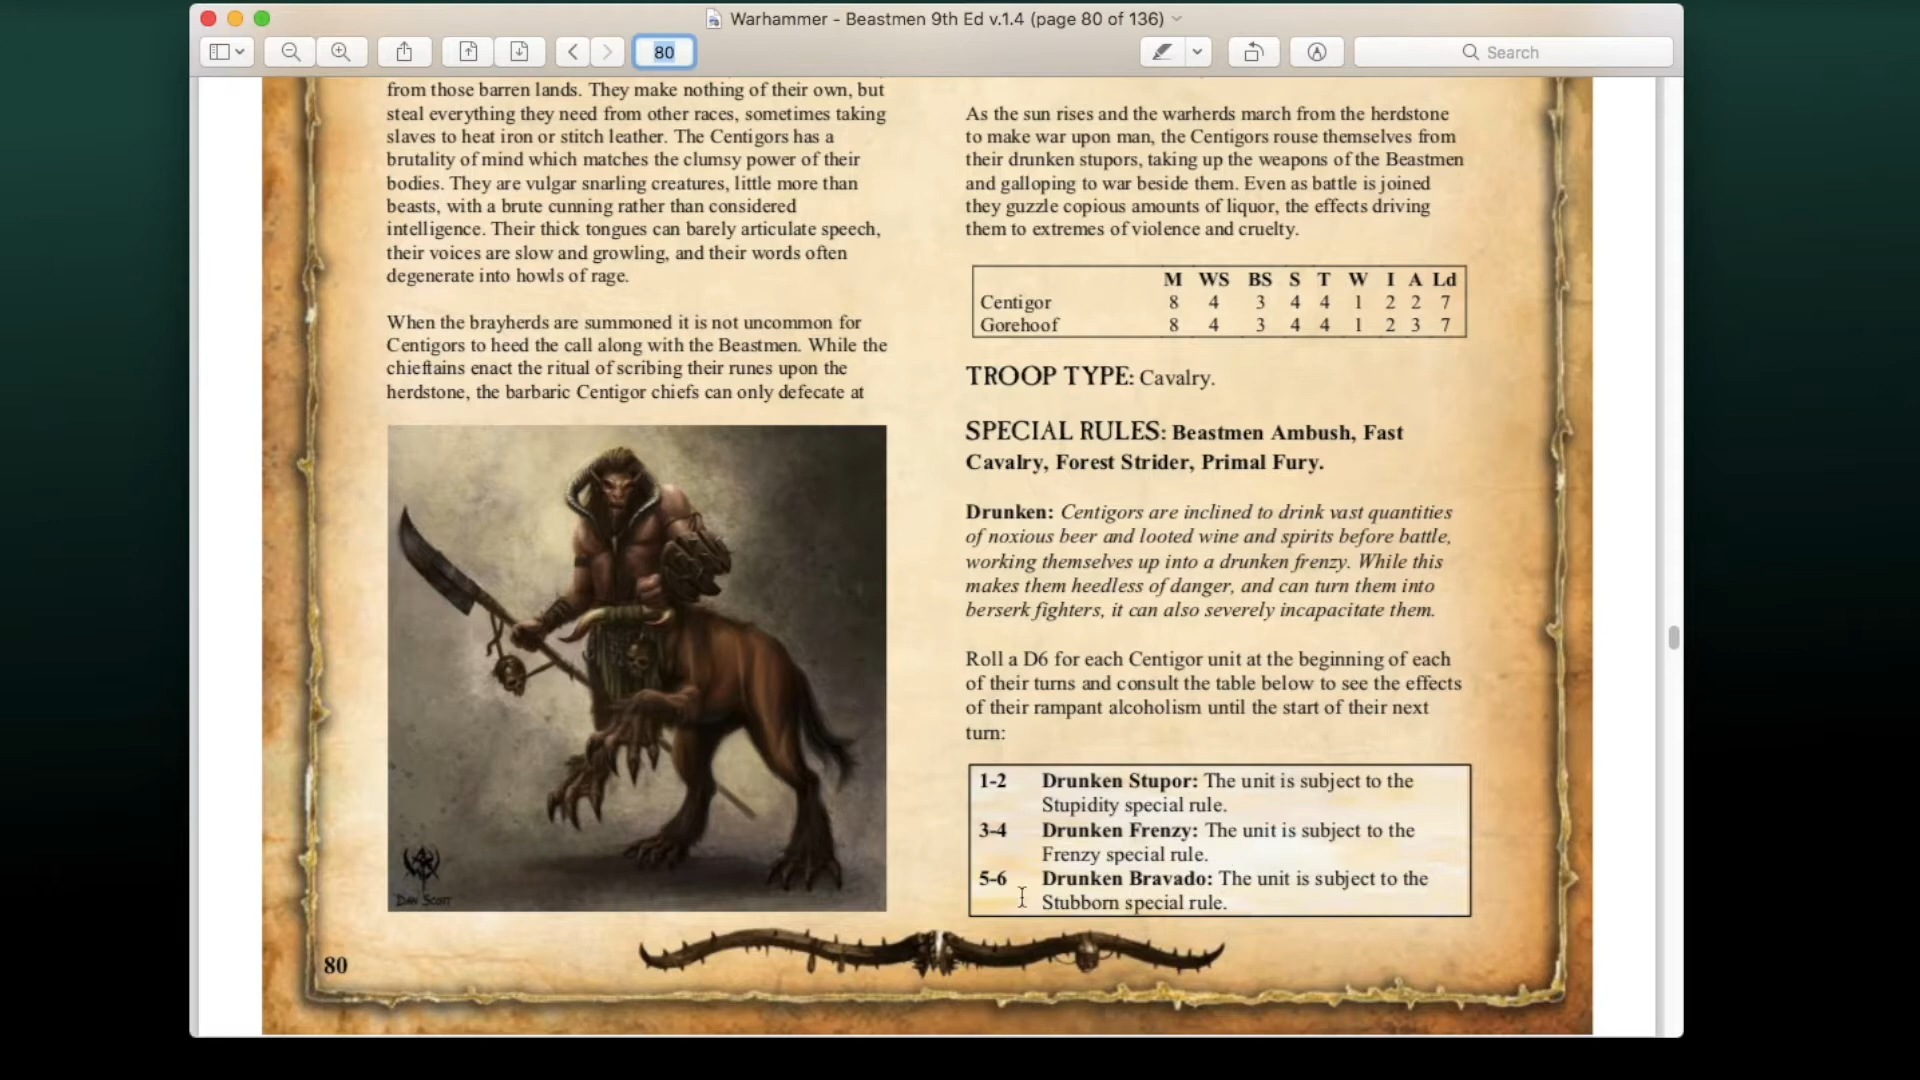 Warhammer - Beastmen 9th Ed v.1.4 (page 80 of 136)
80
Search
from those barren lands. They make nothing of their own, but
steal everything they need from other races, sometimes taking
slaves to heat iron or stitch leather. The Centigors has a
brutality of mind which matches the clumsy power of their
bodies. They are vulgar snarling creatures, little more than
beasts, with a brute cunning rather than considered
intelligence. Their thick tongues can barely articulate speech,
their voices are slow and growling, and their words often
degenerate into howls of rage.
When the brayherds are summoned it is not uncommon for
Centigors to heed the call along with the Beastmen. While the
chieftains enact the ritual of scribing their runes upon the
herdstone, the barbaric Centigor chiefs can only defecate at
DAN SCOTT
80
As the sun rises and the warherds march from the herdstone
to make war upon man, the Centigors rouse themselves from
their drunken stupors, taking up the weapons of the Beastmen
and galloping to war beside them. Even as battle is joined
they guzzle copious amounts of liquor, the effects driving
them to extremes of violence and cruelty.
M WS BS S T W I A Ld
Centigor 8 4 3 4 4 1 2 2 7
Gorehoof 8 4 3 4 4 1 2 3 7
TROOP TYPE: Cavalry.
SPECIAL RULES: Beastmen Ambush, Fast
Cavalry, Forest Strider, Primal Fury.
Drunken: Centigors are inclined to drink vast quantities
of noxious beer and looted wine and spirits before battle,
working themselves up into a drunken frenzy. While this
makes them heedless of danger, and can turn them into
berserk fighters, it can also severely incapacitate them.
Roll a D6 for each Centigor unit at the beginning of each
of their turns and consult the table below to see the effects
of their rampant alcoholism until the start of their next
turn:
1-2 Drunken Stupor: The unit is subject to the
Stupidity special rule.
3-4 Drunken Frenzy: The unit is subject to the
Frenzy special rule.
5-6 Drunken Bravado: The unit is subject to the
Stubborn special rule.